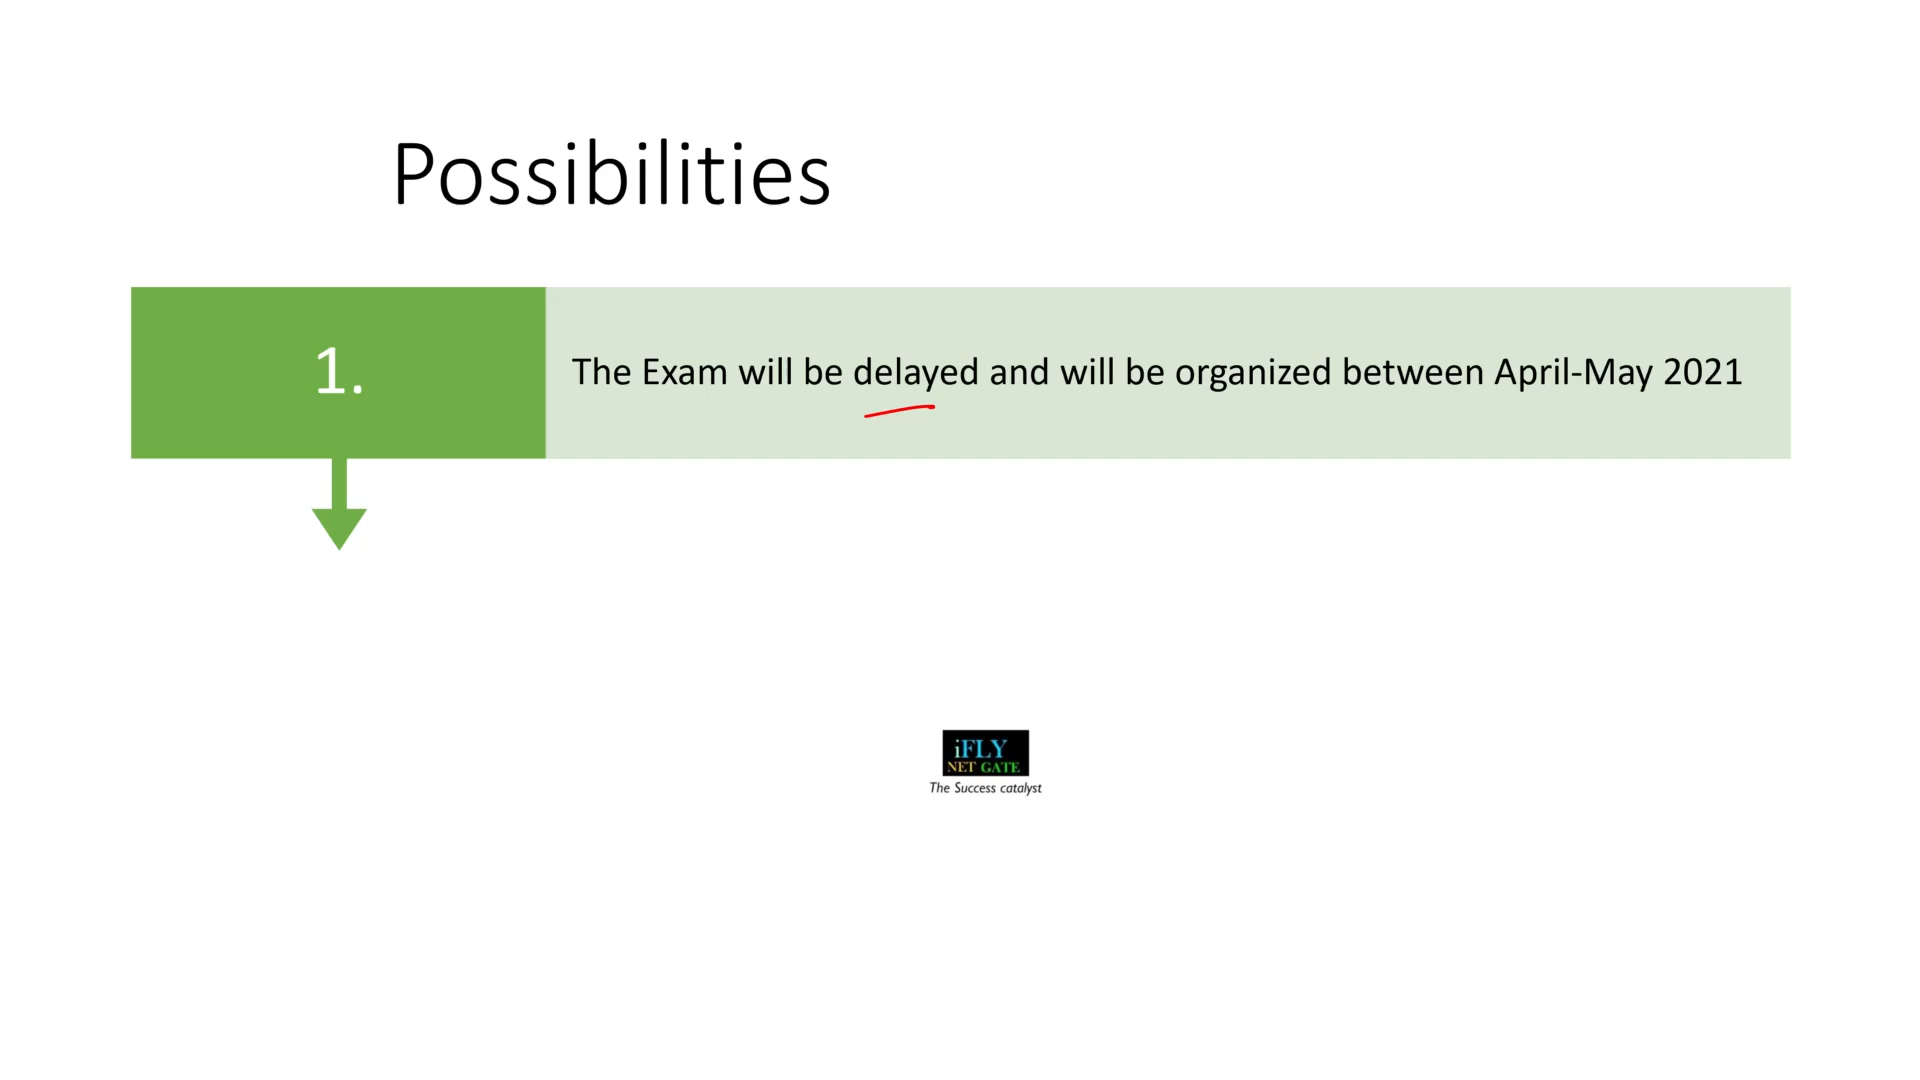 Possibilities
1.
The Exam will be delayed and will be organized between April-May 2021
iFLY
NET GATE
The Success catalyst